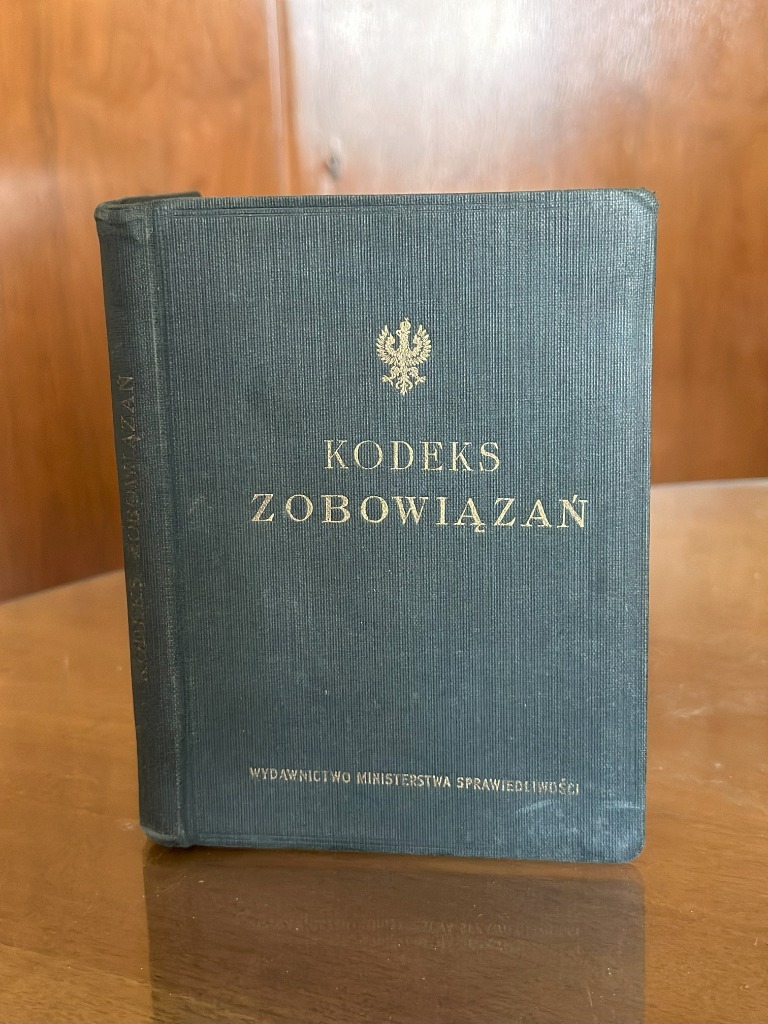 KODEKS
ZOBOWIĄZAŃ
WYDAWNICTWO MINISTERSTWA SPRAWIEDLIWOŚCI
KODEKS ZOBOWIĄZAŃ